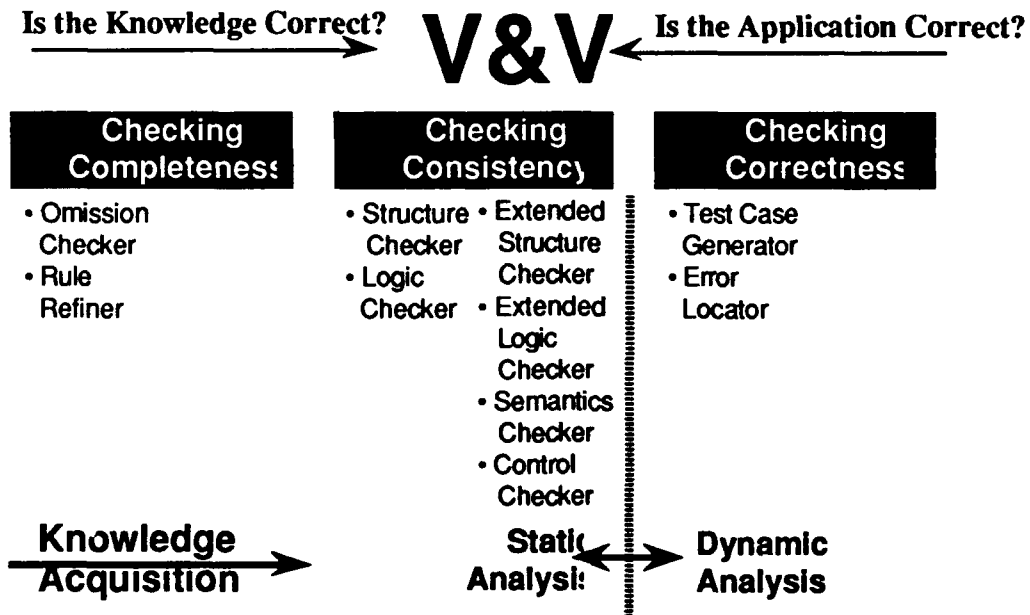 Is the Knowledge Correct?
V&V
Is the Application Correct?
Checking
Completeness
• Omission
Checker
• Rule
Refiner
Checking
Consistency
• Structure
Checker
• Logic
Checker
• Extended
Structure
Checker
• Extended
Logic
Checker
• Semantics
Checker
• Control
Checker
Checking
Correctness
• Test Case
Generator
• Error
Locator
Knowledge
Acquisition
Static
Analysis
Dynamic
Analysis